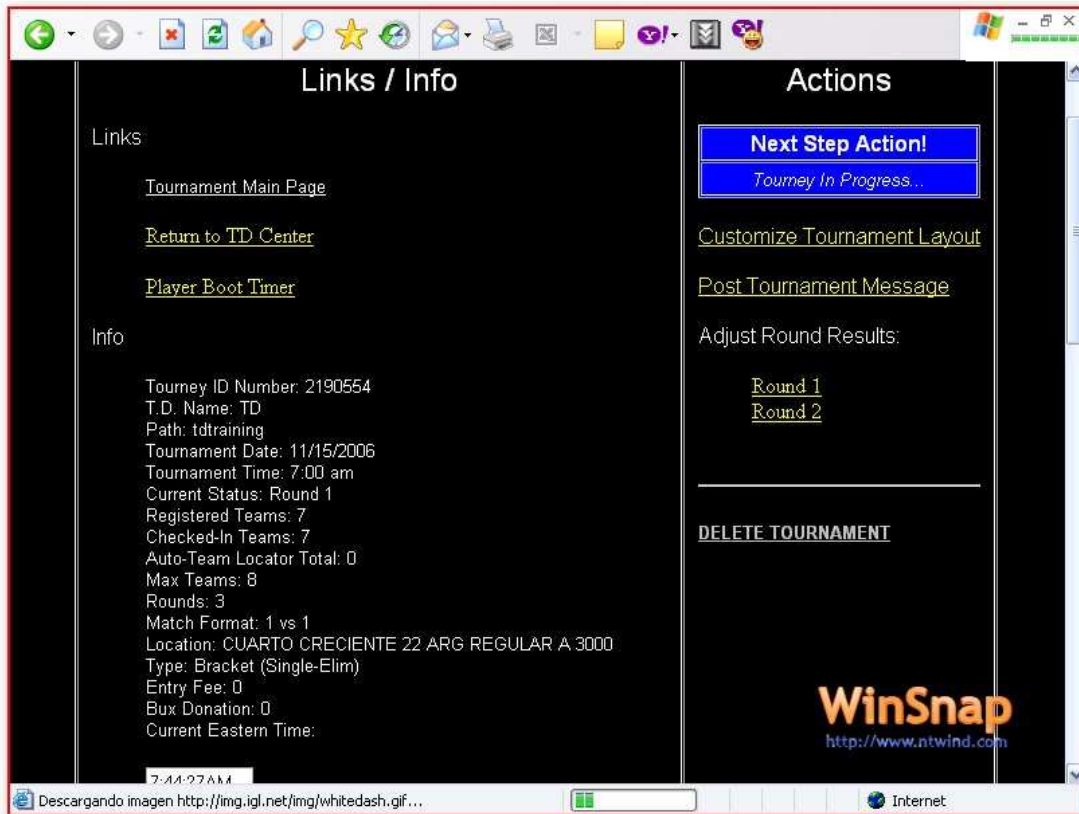 Links / Info
Links
Tournament Main Page
Return to TD Center
Player Boot Timer
Info
Tourney ID Number: 2190554
T.D. Name: TD
Path: tdtraining
Tournament Date: 11/15/2006
Tournament Time: 7:00 am
Current Status: Round 1
Registered Teams: 7
Checked-In Teams: 7
Auto-Team Locator Total: 0
Max Teams: 8
Rounds: 3
Match Format: 1 vs 1
Location: CUARTO CRECIENTE 22 ARG REGULAR A 3000
Type: Bracket (Single-Elim)
Entry Fee: 0
Bux Donation: 0
Current Eastern Time:
7:44:27AM
Actions
Next Step Action!
Tourney In Progress...
Customize Tournament Layout
Post Tournament Message
Adjust Round Results:
Round 1
Round 2
DELETE TOURNAMENT
WinSnap
http://www.ntwind.com
Descargando imagen http://img.igl.net/img/whitedash.gif...
Internet